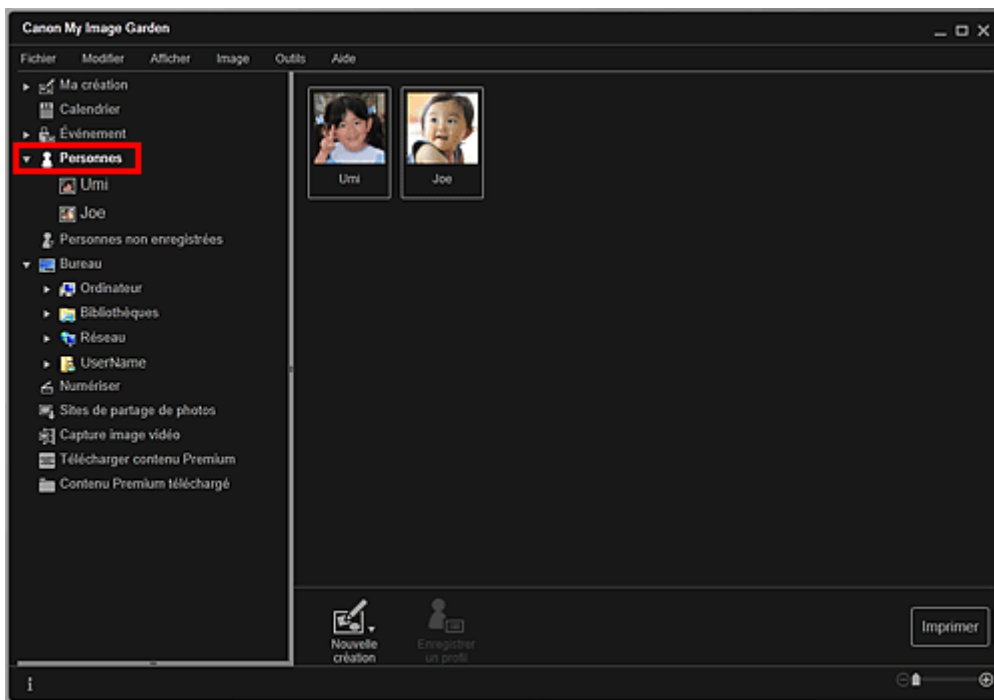 Canon My Image Garden
Fichier Modifier Afficher Image Outils Aide
Ma création
Calendrier
Événement
Personnes
Umi
Joe
Personnes non enregistrées
Bureau
Ordinateur
Bibliothèques
Réseau
UserName
Numériser
Sites de partage de photos
Capture image vidéo
Télécharger contenu Premium
Contenu Premium téléchargé
Umi Joe
Nouvelle
création
Enregistrer
un profil
Imprimer